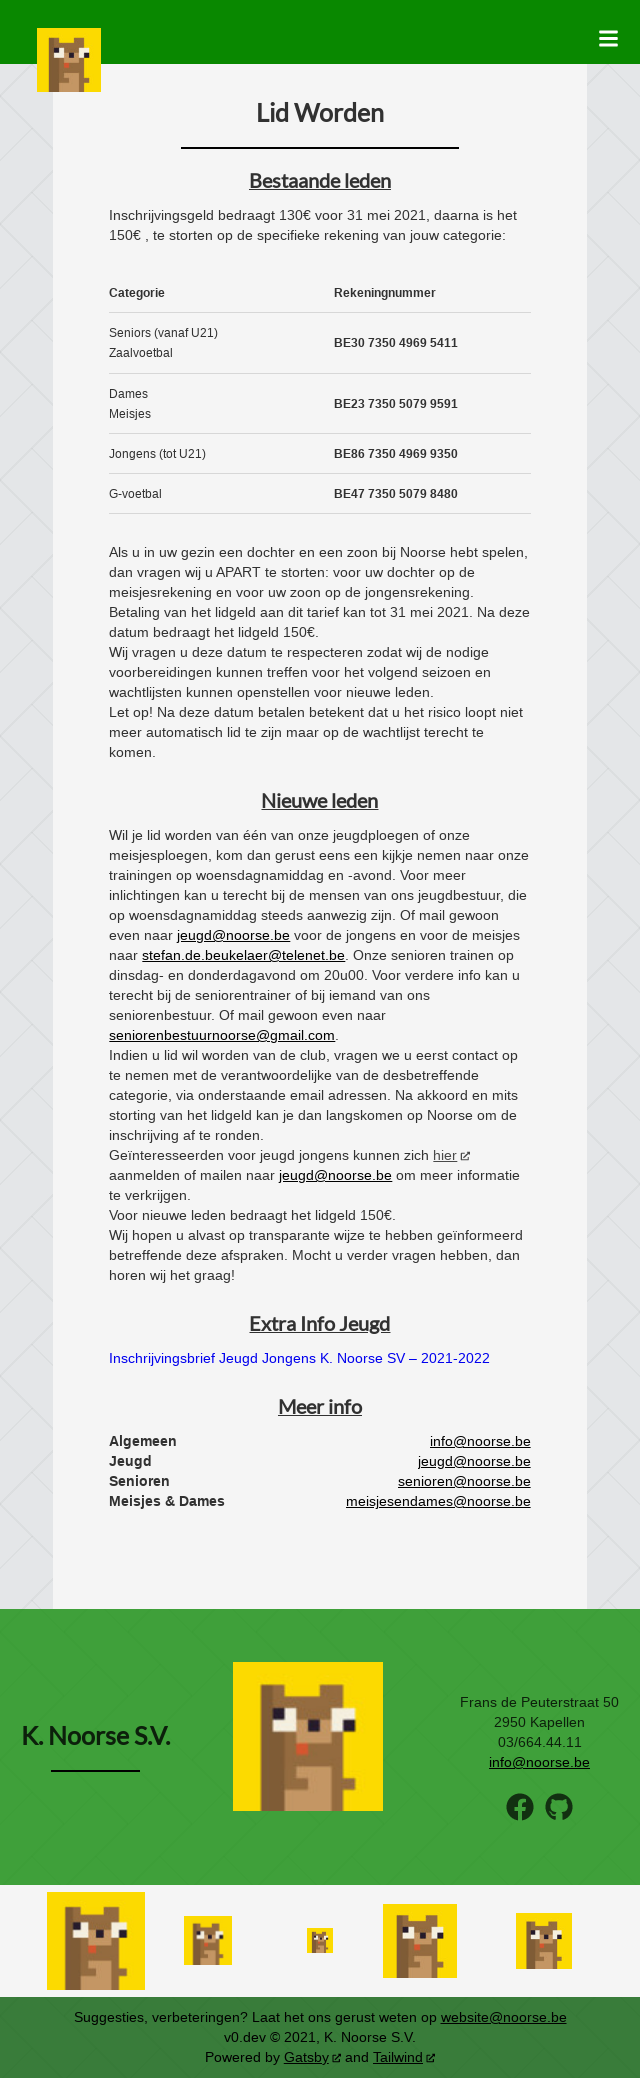 Lid Worden
Bestaande leden
Inschrijvingsgeld bedraagt 130€ voor 31 mei 2021, daarna is het
150€ , te storten op de specifieke rekening van jouw categorie:
Categorie Rekeningnummer
Seniors (vanaf U21)
Zaalvoetbal
BE30 7350 4969 5411
Dames
Meisjes
BE23 7350 5079 9591
Jongens (tot U21) BE86 7350 4969 9350
G-voetbal BE47 7350 5079 8480
Als u in uw gezin een dochter en een zoon bij Noorse hebt spelen,
dan vragen wij u APART te storten: voor uw dochter op de
meisjesrekening en voor uw zoon op de jongensrekening.
Betaling van het lidgeld aan dit tarief kan tot 31 mei 2021. Na deze
datum bedraagt het lidgeld 150€.
Wij vragen u deze datum te respecteren zodat wij de nodige
voorbereidingen kunnen treffen voor het volgend seizoen en
wachtlijsten kunnen openstellen voor nieuwe leden.
Let op! Na deze datum betalen betekent dat u het risico loopt niet
meer automatisch lid te zijn maar op de wachtlijst terecht te
komen.
Nieuwe leden
Wil je lid worden van één van onze jeugdploegen of onze
meisjesploegen, kom dan gerust eens een kijkje nemen naar onze
trainingen op woensdagnamiddag en -avond. Voor meer
inlichtingen kan u terecht bij de mensen van ons jeugdbestuur, die
op woensdagnamiddag steeds aanwezig zijn. Of mail gewoon
even naar jeugd@noorse.be voor de jongens en voor de meisjes
naar stefan.de.beukelaer@telenet.be. Onze senioren trainen op
dinsdag- en donderdagavond om 20u00. Voor verdere info kan u
terecht bij de seniorentrainer of bij iemand van ons
seniorenbestuur. Of mail gewoon even naar
seniorenbestuurnoorse@gmail.com.
Indien u lid wil worden van de club, vragen we u eerst contact op
te nemen met de verantwoordelijke van de desbetreffende
categorie, via onderstaande email adressen. Na akkoord en mits
storting van het lidgeld kan je dan langskomen op Noorse om de
inschrijving af te ronden.
Geïnteresseerden voor jeugd jongens kunnen zich hier
aanmelden of mailen naar jeugd@noorse.be om meer informatie
te verkrijgen.
Voor nieuwe leden bedraagt het lidgeld 150€.
Wij hopen u alvast op transparante wijze te hebben geïnformeerd
betreffende deze afspraken. Mocht u verder vragen hebben, dan
horen wij het graag!
Extra Info Jeugd
Inschrijvingsbrief Jeugd Jongens K. Noorse SV – 2021-2022
Meer info
Algemeen info@noorse.be
Jeugd jeugd@noorse.be
Senioren senioren@noorse.be
Meisjes & Dames meisjesendames@noorse.be
K. Noorse S.V.
Frans de Peuterstraat 50
2950 Kapellen
03/664.44.11
info@noorse.be
Suggesties, verbeteringen? Laat het ons gerust weten op website@noorse.be
v0.dev © 2021, K. Noorse S.V.
Powered by Gatsby and Tailwind